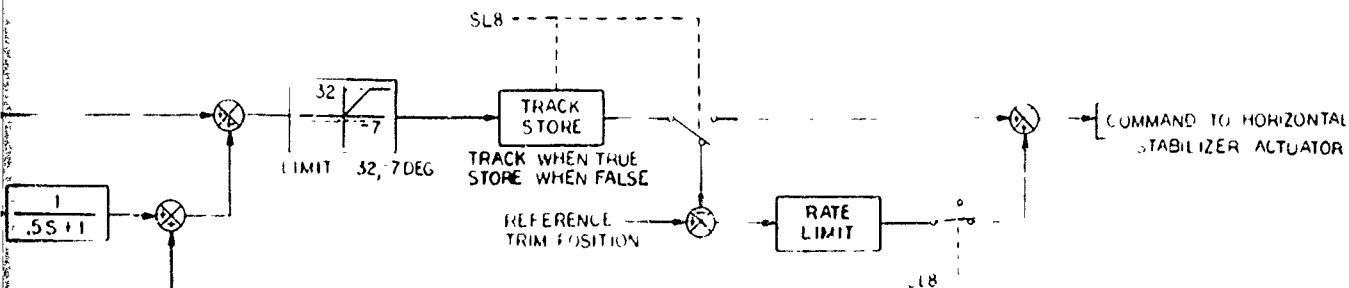 SL8
32
-7
LIMIT 32,-7 DEG
TRACK
STORE
TRACK WHEN TRUE
STORE WHEN FALSE
COMMAND TO HORIZONTAL
STABILIZER ACTUATOR
1
.5S+1
REFERENCE
TRIM POSITION
RATE
LIMIT
SL8